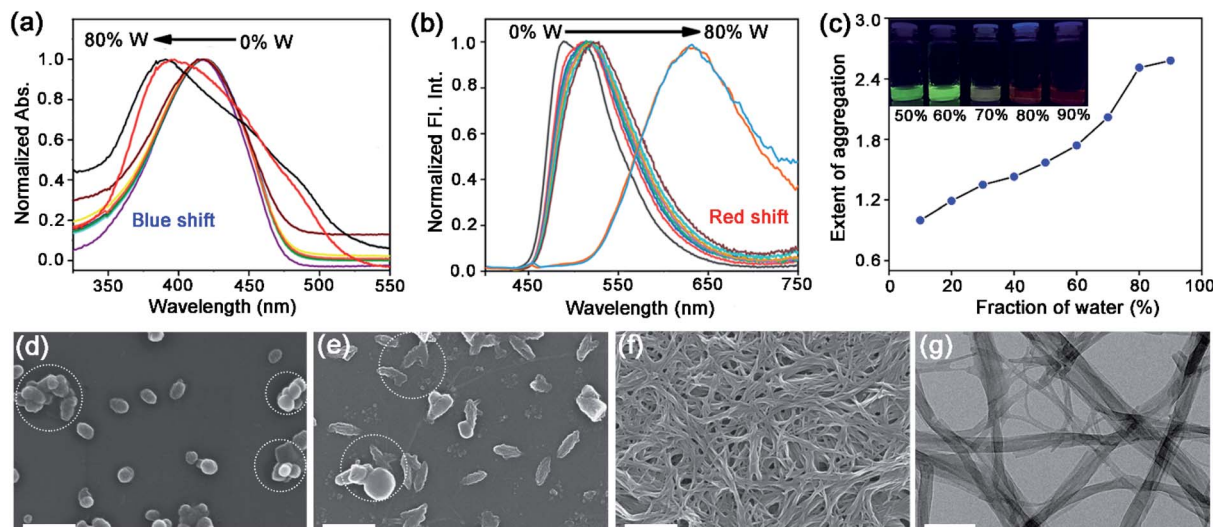 (a)
80% W
0% W
Blue shift
Normalized Abs.
1.0
0.8
0.6
0.4
0.2
0.0
350
400
450
500
550
Wavelength (nm)
(b)
0% W
80% W
Red shift
Normalized Fl. Int.
1.0
0.8
0.6
0.4
0.2
0.0
450
550
650
750
Wavelength (nm)
(c)
Extent of aggregation
3.0
2.4
1.8
1.2
0.6
50%
60%
70%
80%
90%
0
20
40
60
80
100
Fraction of water (%)
(d)
(e)
(f)
(g)